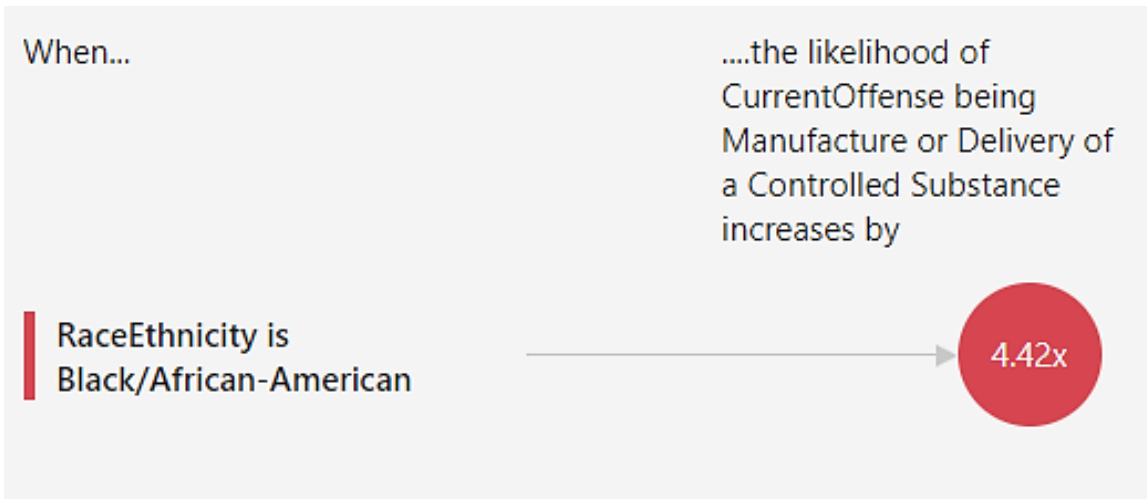 When...
....the likelihood of
CurrentOffense being
Manufacture or Delivery of
a Controlled Substance
increases by
RaceEthnicity is
Black/African-American
4.42x